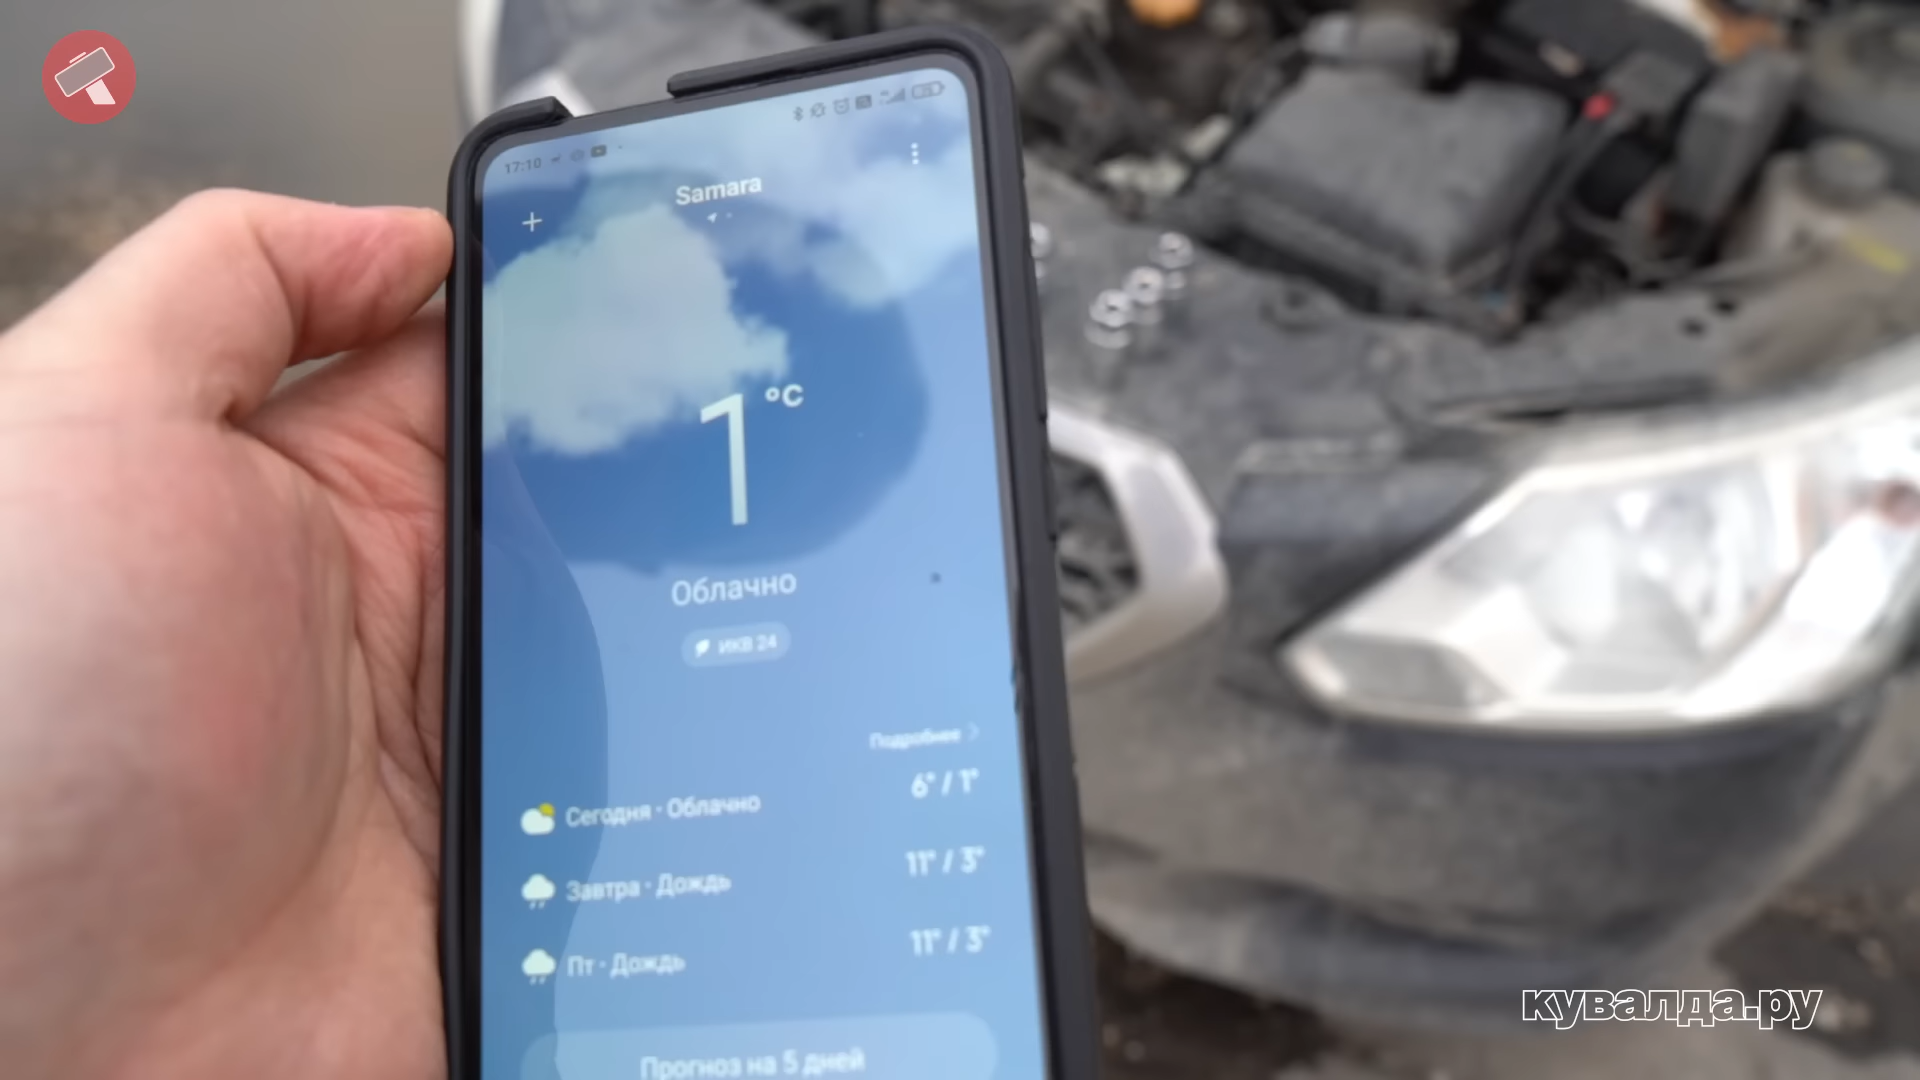 17:10
Samara
+
1°C
Облачно
ИКВ 24
Подробнее >
Сегодня · Облачно 6° / 1°
Завтра · Дождь 11° / 3°
Пт · Дождь 11° / 3°
Прогноз на 5 дней
кувалда.ру